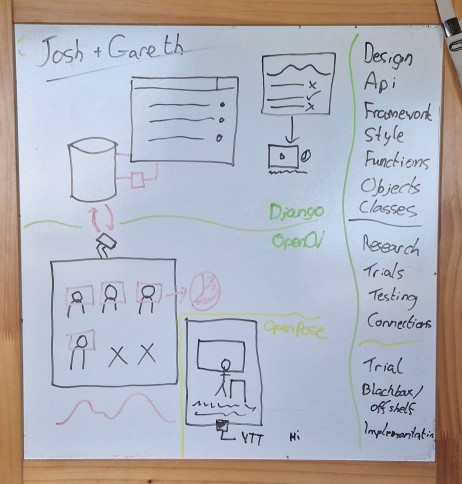 Josh + Gareth
Django
OpenCV
OpenPose
VTT Hi
Design
Api
Framework
Style
Functions
Objects
Classes
Research
Trials
Testing
Connections
Trial
Blackbox/
off shelf
Implementation